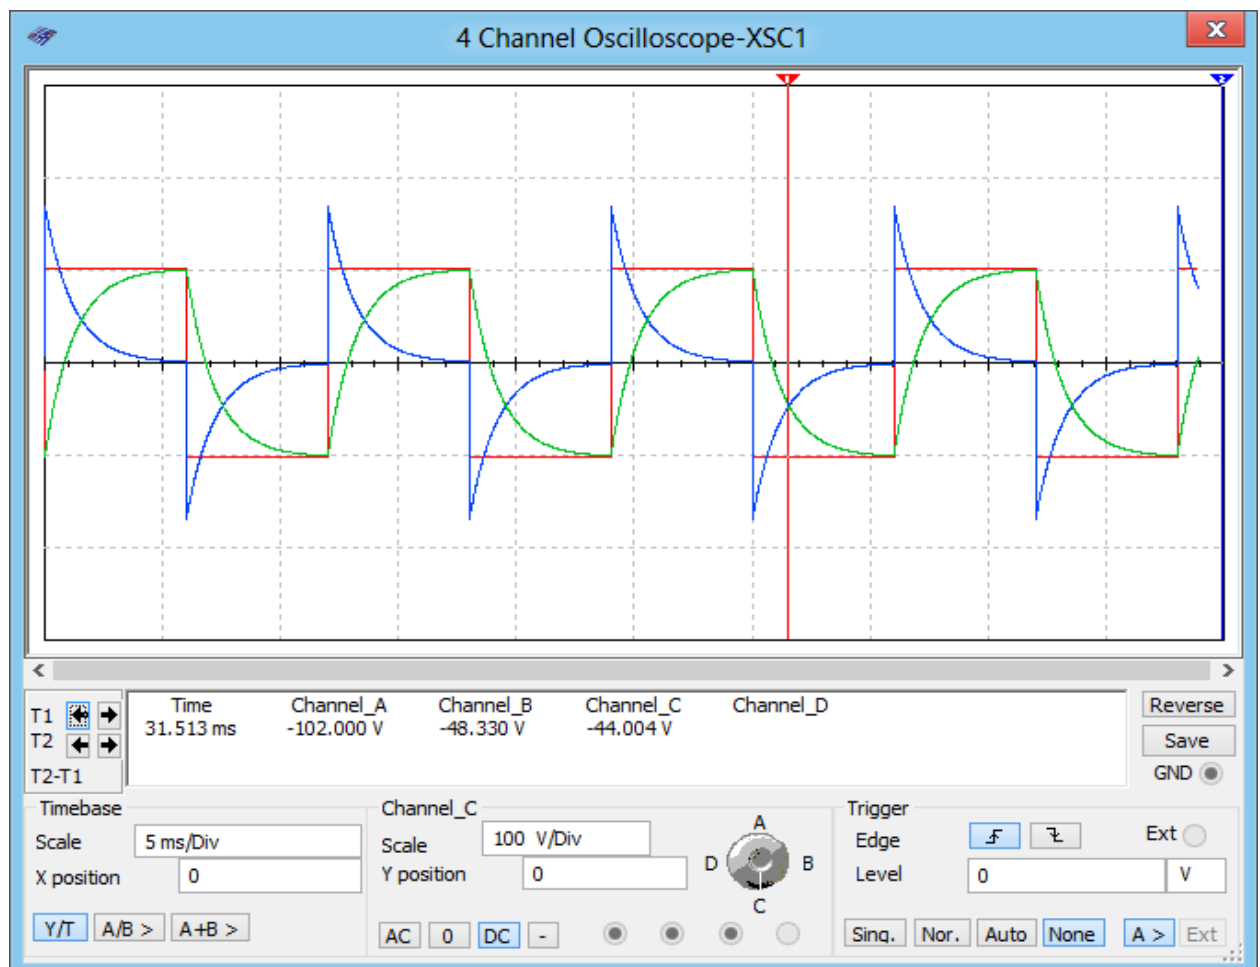 4 Channel Oscilloscope-XSC1
x
1
2
<
>
T1
T2
T2-T1
Time Channel_A Channel_B Channel_C Channel_D
31.513 ms -102.000 V -48.330 V -44.004 V
Reverse
Save
GND
Timebase
Scale 5 ms/Div
X position 0
Y/T A/B > A+B >
Channel_C
Scale 100 V/Div
Y position 0
AC 0 DC -
A
D B
C
Trigger
Edge Ext
Level 0 V
Sing. Nor. Auto None A > Ext